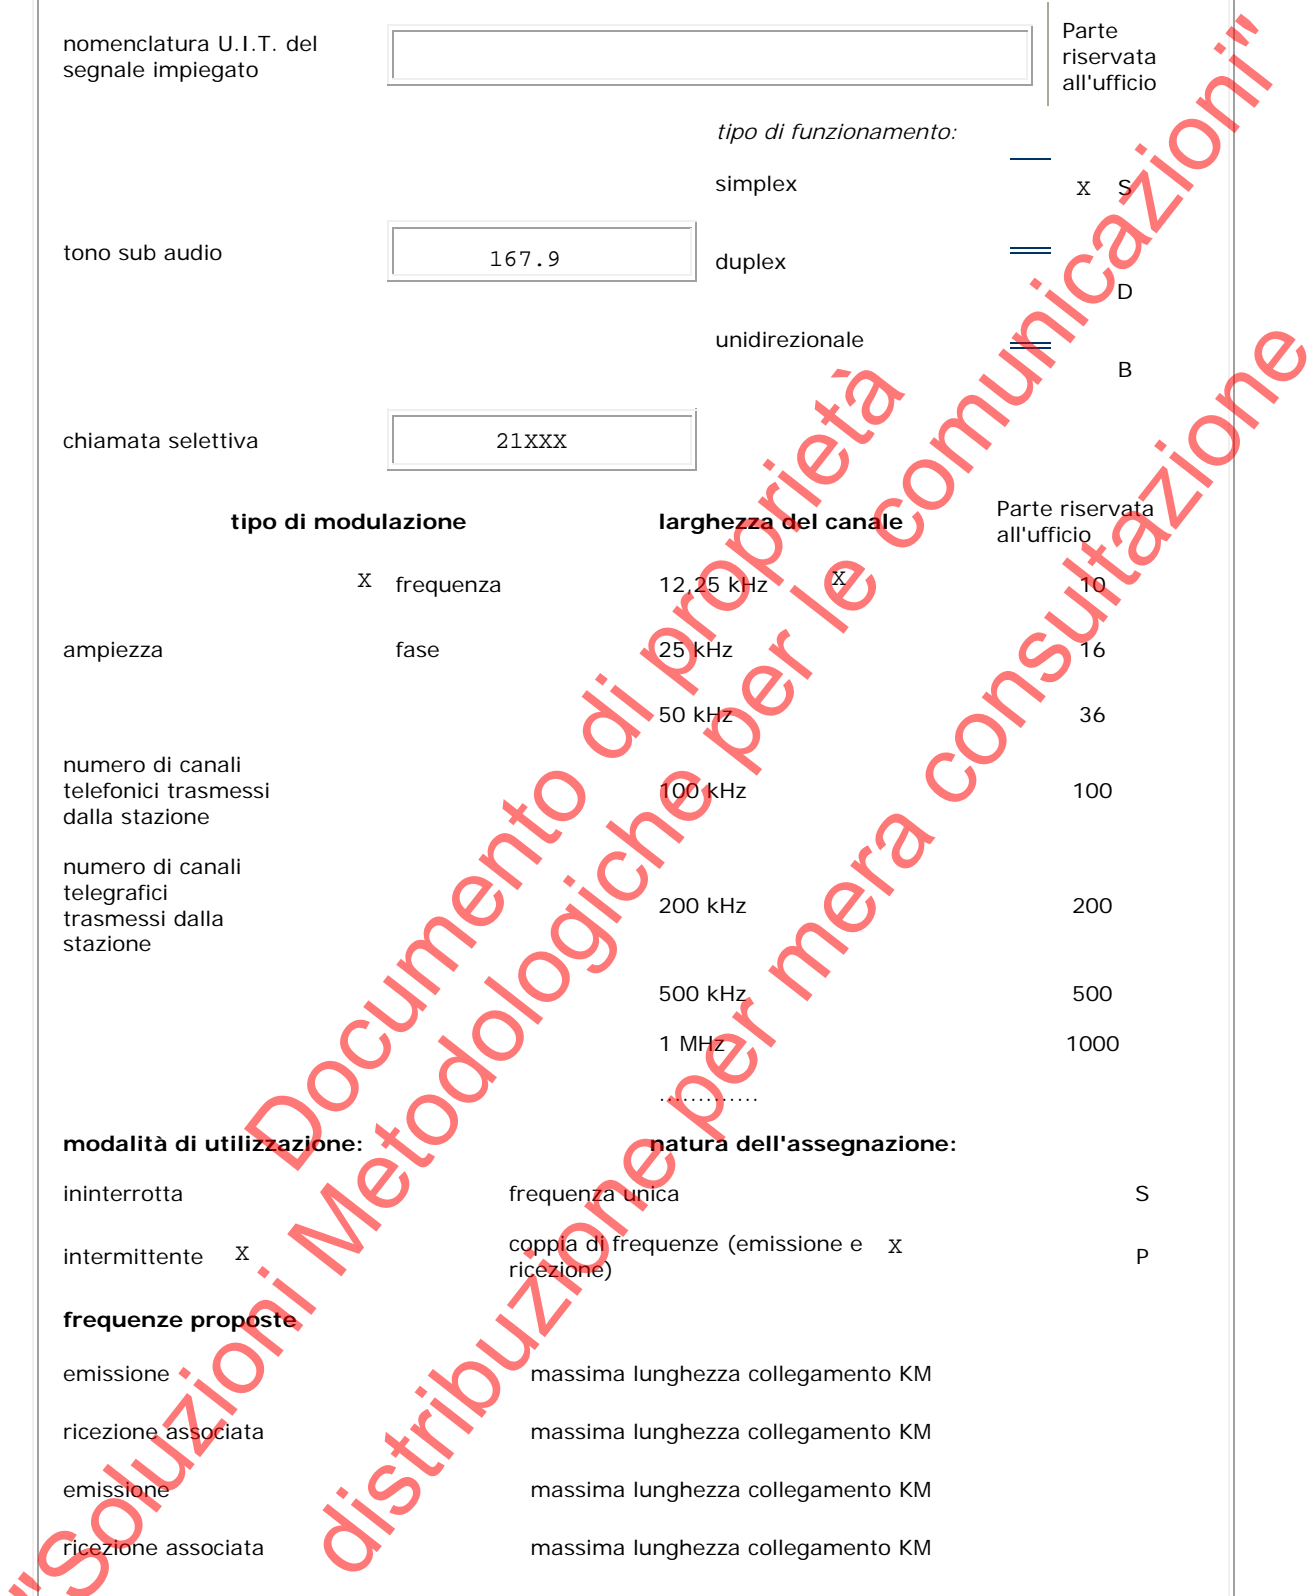 nomenclatura U.I.T. del
segnale impiegato
Parte
riservata
all'ufficio
tipo di funzionamento:
simplex X S
tono sub audio 167.9 duplex
D
unidirezionale
B
chiamata selettiva 21XXX
tipo di modulazione larghezza del canale Parte riservata
all'ufficio
X frequenza 12,25 kHz X 10
ampiezza fase 25 kHz 16
50 kHz 36
numero di canali
telefonici trasmessi
dalla stazione
100 kHz 100
numero di canali
telegrafici
trasmessi dalla
stazione
200 kHz 200
500 kHz 500
1 MHz 1000
.............
modalità di utilizzazione: natura dell'assegnazione:
ininterrotta frequenza unica S
intermittente X coppia di frequenze (emissione e X P
ricezione)
frequenze proposte
emissione massima lunghezza collegamento KM
ricezione associata massima lunghezza collegamento KM
emissione massima lunghezza collegamento KM
ricezione associata massima lunghezza collegamento KM
Documento di proprietà
"Soluzioni Metodologiche per le comunicazioni"
distribuzione per mera consultazione